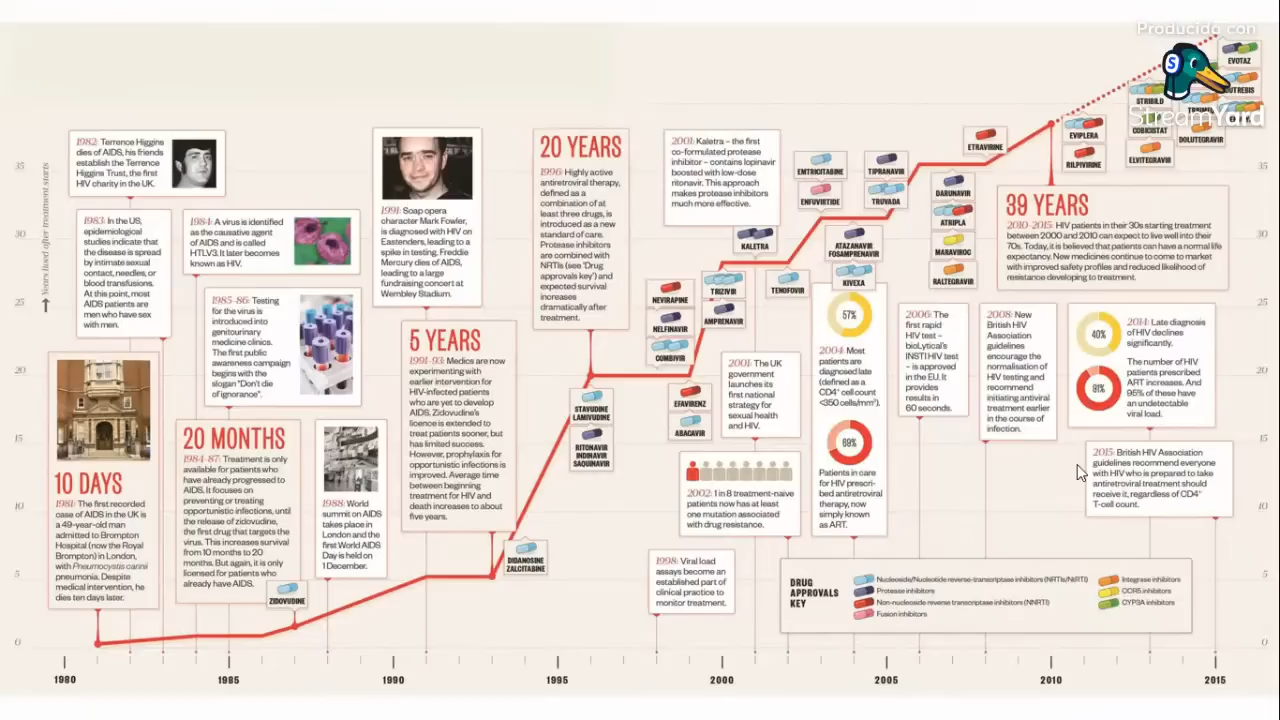 Producido con
StreamYard
1982: Terrence Higgins
dies of AIDS, his friends
establish the Terrence
Higgins Trust, the first
HIV charity in the UK.
1983: In the US,
epidemiological
studies indicate that
the disease is spread
by intimate sexual
contact, needles, or
blood transfusions.
At this point, most
AIDS patients are
men who have sex
with men.
1984: A virus is identified
as the causative agent
of AIDS and is called
HTLV3. It later becomes
known as HIV.
1985-86: Testing
for the virus is
introduced into
genitourinary
medicine clinics.
The first public
awareness campaign
begins with the
slogan "Don't die
of ignorance".
10 DAYS
1981: The first recorded
case of AIDS in the UK is
a 49-year-old man
admitted to Brompton
Hospital (now the Royal
Brompton) in London,
with Pneumocystis carinii
pneumonia. Despite
medical intervention, he
dies ten days later.
20 MONTHS
1984-87: Treatment is only
available for patients who
have already progressed to
AIDS. It focuses on
preventing or treating
opportunistic infections, until
the release of zidovudine,
the first drug that targets the
virus. This increases survival
from 10 months to 20
months. But again, it is only
licensed for patients who
already have AIDS.
ZIDOVUDINE
1988: World
summit on AIDS
takes place in
London and the
first World AIDS
Day is held on
1 December.
1991: Soap opera
character Mark Fowler,
is diagnosed with HIV on
Eastenders, leading to a
spike in testing. Freddie
Mercury dies of AIDS,
leading to a large
fundraising concert at
Wembley Stadium.
5 YEARS
1991-93: Medics are now
experimenting with
earlier intervention for
HIV-infected patients
who are yet to develop
AIDS. Zidovudine's
licence is extended to
treat patients sooner, but
has limited success.
However, prophylaxis for
opportunistic infections is
improved. Average time
between beginning
treatment for HIV and
death increases to about
five years.
DIDANOSINE
ZALCITABINE
20 YEARS
1996: Highly active
antiretroviral therapy,
defined as a
combination of at
least three drugs, is
introduced as a new
standard of care.
Protease inhibitors
are combined with
NRTIs (see 'Drug
approvals key') and
expected survival
increases
dramatically after
treatment.
STAVUDINE
LAMIVUDINE
RITONAVIR
INDINAVIR
SAQUINAVIR
NEVIRAPINE
NELFINAVIR
COMBIVIR
EFAVIRENZ
ABACAVIR
TRIZIVIR
AMPRENAVIR
2001: Kaletra – the first
co-formulated protease
inhibitor – contains lopinavir
boosted with low-dose
ritonavir. This approach
makes protease inhibitors
much more effective.
KALETRA
TENOFOVIR
2001: The UK
government
launches its
first national
strategy for
sexual health
and HIV.
2002: 1 in 8 treatment-naive
patients now has at least
one mutation associated
with drug resistance.
1998: Viral load
assays become an
established part of
clinical practice to
monitor treatment.
EMTRICITABINE
ENFUVIRTIDE
TIPRANAVIR
TRUVADA
ATAZANAVIR
FOSAMPRENAVIR
KIVEXA
57%
2004: Most
patients are
diagnosed late
(defined as a
CD4+ cell count
<350 cells/mm3).
69%
Patients in care
for HIV prescri-
bed antiretroviral
therapy, now
simply known
as ART.
ETRAVIRINE
DARUNAVIR
ATRIPLA
MARAVIROC
RALTEGRAVIR
2006: The
first rapid
HIV test –
bioLytical's
INSTI HIV test
– is approved
in the EU. It
provides
results in
60 seconds.
2008: New
British HIV
Association
guidelines
encourage the
normalisation of
HIV testing and
recommend
initiating antiviral
treatment earlier
in the course of
infection.
39 YEARS
2010-2015: HIV patients in their 30s starting treatment
between 2000 and 2010 can expect to live well into their
70s. Today, it is believed that patients can have a normal life
expectancy. New medicines continue to come to market
with improved safety profiles and reduced likelihood of
resistance developing to treatment.
EVIPLERA
RILPIVIRINE
STRIBILD
COBICISTAT
ELVITEGRAVIR
EVOTAZ
DOLUTEGRAVIR
40%
91%
2014: Late diagnosis
of HIV declines
significantly.
The number of HIV
patients prescribed
ART increases. And
95% of these have
an undetectable
viral load.
2015: British HIV Association
guidelines recommend everyone
with HIV who is prepared to take
antiretroviral treatment should
receive it, regardless of CD4+
T-cell count.
DRUG
APPROVALS
KEY
Nucleoside/Nucleotide reverse-transcriptase inhibitors (NRTIs/NtRTI)
Protease inhibitors
Non-nucleoside reverse transcriptase inhibitors (NNRTI)
Fusion inhibitors
Integrase inhibitors
CCR5 inhibitors
CYP3A inhibitors
Years lived after treatment starts
35
30
25
20
15
10
5
0
35
30
25
20
15
10
5
0
1980 1985 1990 1995 2000 2005 2010 2015